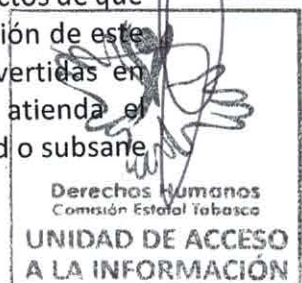 ctos de que
ción de este
vertidas en
atienda el
d o subsane
Derechos Humanos
Comisión Estatal Tabasco
UNIDAD DE ACCESO
A LA INFORMACIÓN